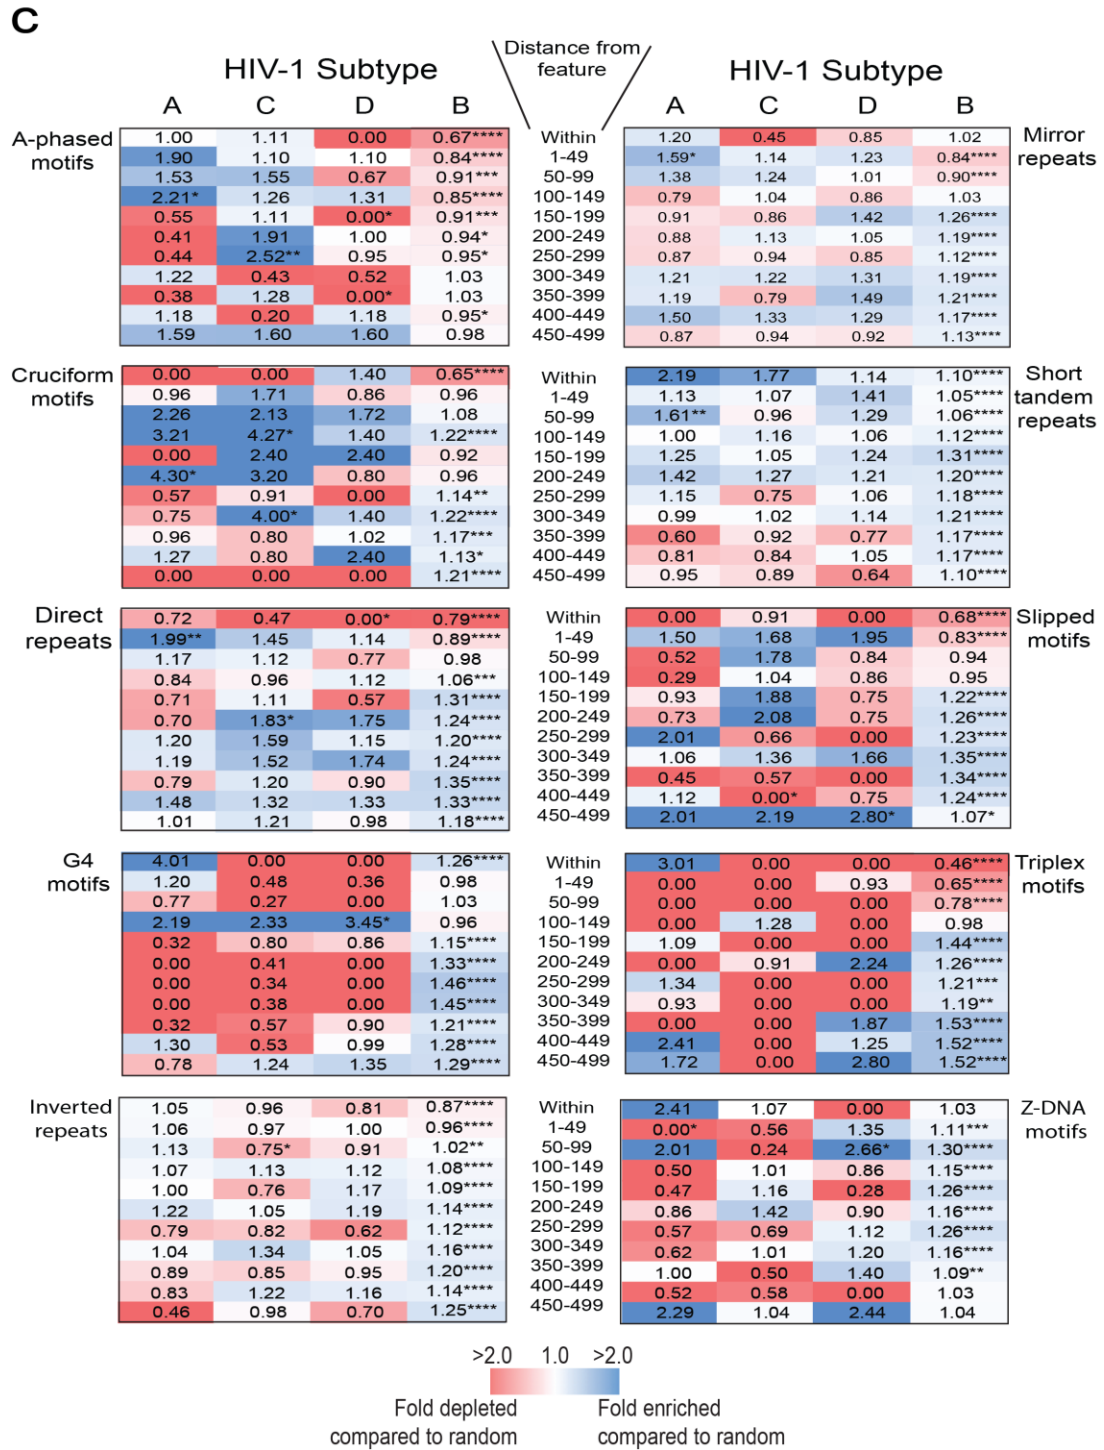 C
Distance from
feature
HIV-1 Subtype
A C D B
HIV-1 Subtype
A C D B
A-phased
motifs
1.00 1.11 0.00 0.67****
1.90 1.10 1.10 0.84****
1.53 1.55 0.67 0.91***
2.21* 1.26 1.31 0.85****
0.55 1.11 0.00* 0.91***
0.41 1.91 1.00 0.94*
0.44 2.52** 0.95 0.95*
1.22 0.43 0.52 1.03
0.38 1.28 0.00* 1.03
1.18 0.20 1.18 0.95*
1.59 1.60 1.60 0.98
Within
1-49
50-99
100-149
150-199
200-249
250-299
300-349
350-399
400-449
450-499
1.20 0.45 0.85 1.02
1.59* 1.14 1.23 0.84****
1.38 1.24 1.01 0.90****
0.79 1.04 0.86 1.03
0.91 0.86 1.42 1.26****
0.88 1.13 1.05 1.19****
0.87 0.94 0.85 1.12****
1.21 1.22 1.31 1.19****
1.19 0.79 1.49 1.21****
1.50 1.33 1.29 1.17****
0.87 0.94 0.92 1.13****
Mirror
repeats
Cruciform
motifs
0.00 0.00 1.40 0.65****
0.96 1.71 0.86 0.96
2.26 2.13 1.72 1.08
3.21 4.27* 1.40 1.22****
0.00 2.40 2.40 0.92
4.30* 3.20 0.80 0.96
0.57 0.91 0.00 1.14**
0.75 4.00* 1.40 1.22****
0.96 0.80 1.02 1.17***
1.27 0.80 2.40 1.13*
0.00 0.00 0.00 1.21****
Within
1-49
50-99
100-149
150-199
200-249
250-299
300-349
350-399
400-449
450-499
2.19 1.77 1.14 1.10****
1.13 1.07 1.41 1.05****
1.61** 0.96 1.29 1.06****
1.00 1.16 1.06 1.12****
1.25 1.05 1.24 1.31****
1.42 1.27 1.21 1.20****
1.15 0.75 1.06 1.18****
0.99 1.02 1.14 1.21****
0.60 0.92 0.77 1.17****
0.81 0.84 1.05 1.17****
0.95 0.89 0.64 1.10****
Short
tandem
repeats
Direct
repeats
0.72 0.47 0.00* 0.79****
1.99** 1.45 1.14 0.89****
1.17 1.12 0.77 0.98
0.84 0.96 1.12 1.06***
0.71 1.11 0.57 1.31****
0.70 1.83* 1.75 1.24****
1.20 1.59 1.15 1.20****
1.19 1.52 1.74 1.24****
0.79 1.20 0.90 1.35****
1.48 1.32 1.33 1.33****
1.01 1.21 0.98 1.18****
Within
1-49
50-99
100-149
150-199
200-249
250-299
300-349
350-399
400-449
450-499
0.00 0.91 0.00 0.68****
1.50 1.68 1.95 0.83****
0.52 1.78 0.84 0.94
0.29 1.04 0.86 0.95
0.93 1.88 0.75 1.22****
0.73 2.08 0.75 1.26****
2.01 0.66 0.00 1.23****
1.06 1.36 1.66 1.35****
0.45 0.57 0.00 1.34****
1.12 0.00* 0.75 1.24****
2.01 2.19 2.80* 1.07*
Slipped
motifs
G4
motifs
4.01 0.00 0.00 1.26****
1.20 0.48 0.36 0.98
0.77 0.27 0.00 1.03
2.19 2.33 3.45* 0.96
0.32 0.80 0.86 1.15****
0.00 0.41 0.00 1.33****
0.00 0.34 0.00 1.46****
0.00 0.38 0.00 1.45****
0.32 0.57 0.90 1.21****
1.30 0.53 0.99 1.28****
0.78 1.24 1.35 1.29****
Within
1-49
50-99
100-149
150-199
200-249
250-299
300-349
350-399
400-449
450-499
3.01 0.00 0.00 0.46****
0.00 0.00 0.93 0.65****
0.00 0.00 0.00 0.78****
0.00 1.28 0.00 0.98
1.09 0.00 0.00 1.44****
0.00 0.91 2.24 1.26****
1.34 0.00 0.00 1.21***
0.93 0.00 0.00 1.19**
0.00 0.00 1.87 1.53****
2.41 0.00 1.25 1.52****
1.72 0.00 2.80 1.52****
Triplex
motifs
Inverted
repeats
1.05 0.96 0.81 0.87****
1.06 0.97 1.00 0.96****
1.13 0.75* 0.91 1.02**
1.07 1.13 1.12 1.08****
1.00 0.76 1.17 1.09****
1.22 1.05 1.19 1.14****
0.79 0.82 0.62 1.12****
1.04 1.34 1.05 1.16****
0.89 0.85 0.95 1.20****
0.83 1.22 1.16 1.14****
0.46 0.98 0.70 1.25****
Within
1-49
50-99
100-149
150-199
200-249
250-299
300-349
350-399
400-449
450-499
2.41 1.07 0.00 1.03
0.00* 0.56 1.35 1.11***
2.01 0.24 2.66* 1.30****
0.50 1.01 0.86 1.15****
0.47 1.16 0.28 1.26****
0.86 1.42 0.90 1.16****
0.57 0.69 1.12 1.26****
0.62 1.01 1.20 1.16****
1.00 0.50 1.40 1.09**
0.52 0.58 0.00 1.03
2.29 1.04 2.44 1.04
Z-DNA
motifs
>2.0 1.0 >2.0
Fold depleted
compared to random
Fold enriched
compared to random